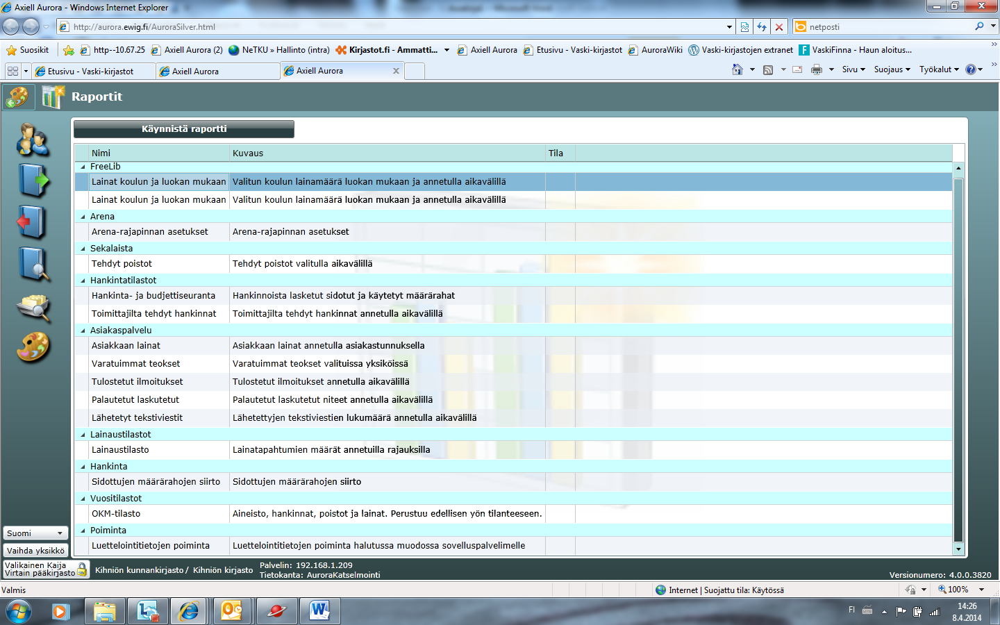 Axiell Aurora - Windows Internet Explorer
http://aurora.ewig.fi/AuroraSilver.html
netposti
Suosikit http--10.67.25 Axiell Aurora (2) NeTKU » Hallinto (intra) Kirjastot.fi - Ammatti... Axiell Aurora Etusivu - Vaski-kirjastot AuroraWiki Vaski-kirjastojen extranet VaskiFinna - Haun aloitus...
Etusivu - Vaski-kirjastot Axiell Aurora Axiell Aurora Sivu Suojaus Työkalut
Raportit
Käynnistä raportti
Nimi Kuvaus Tila
FreeLib
Lainat koulun ja luokan mukaan Valitun koulun lainamäärä luokan mukaan ja annetulla aikavälillä
Lainat koulun ja luokan mukaan Valitun koulun lainamäärä luokan mukaan ja annetulla aikavälillä
Arena
Arena-rajapinnan asetukset Arena-rajapinnan asetukset
Sekalaista
Tehdyt poistot Tehdyt poistot valitulla aikavälillä
Hankintatilastot
Hankinta- ja budjettiseuranta Hankinnoista lasketut sidotut ja käytetyt määrärahat
Toimittajilta tehdyt hankinnat Toimittajilta tehdyt hankinnat annetulla aikavälillä
Asiakaspalvelu
Asiakkaan lainat Asiakkaan lainat annetulla asiakastunnuksella
Varatuimmat teokset Varatuimmat teokset valituissa yksiköissä
Tulostetut ilmoitukset Tulostetut ilmoitukset annetulla aikavälillä
Palautetut laskutetut Palautetut laskutetut niteet annetulla aikavälillä
Lähetetyt tekstiviestit Lähetettyjen tekstiviestien lukumäärä annetulla aikavälillä
Lainaustilastot
Lainaustilasto Lainatapahtumien määrät annetuilla rajauksilla
Hankinta
Sidottujen määrärahojen siirto Sidottujen määrärahojen siirto
Vuositilastot
OKM-tilasto Aineisto, hankinnat, poistot ja lainat. Perustuu edellisen yön tilanteeseen.
Poiminta
Luettelointitietojen poiminta Luettelointitietojen poiminta halutussa muodossa sovelluspalvelimelle
Suomi
Vaihda yksikkö
Valikainen Kaija
Virtain pääkirjasto
Kihniön kunnankirjasto / Kihniön kirjasto
Palvelin: 192.168.1.209
Tietokanta: AuroraKatselmointi
Versionumero: 4.0.0.3820
Valmis
Internet | Suojattu tila: Käytössä
100%
FI
14:26
8.4.2014